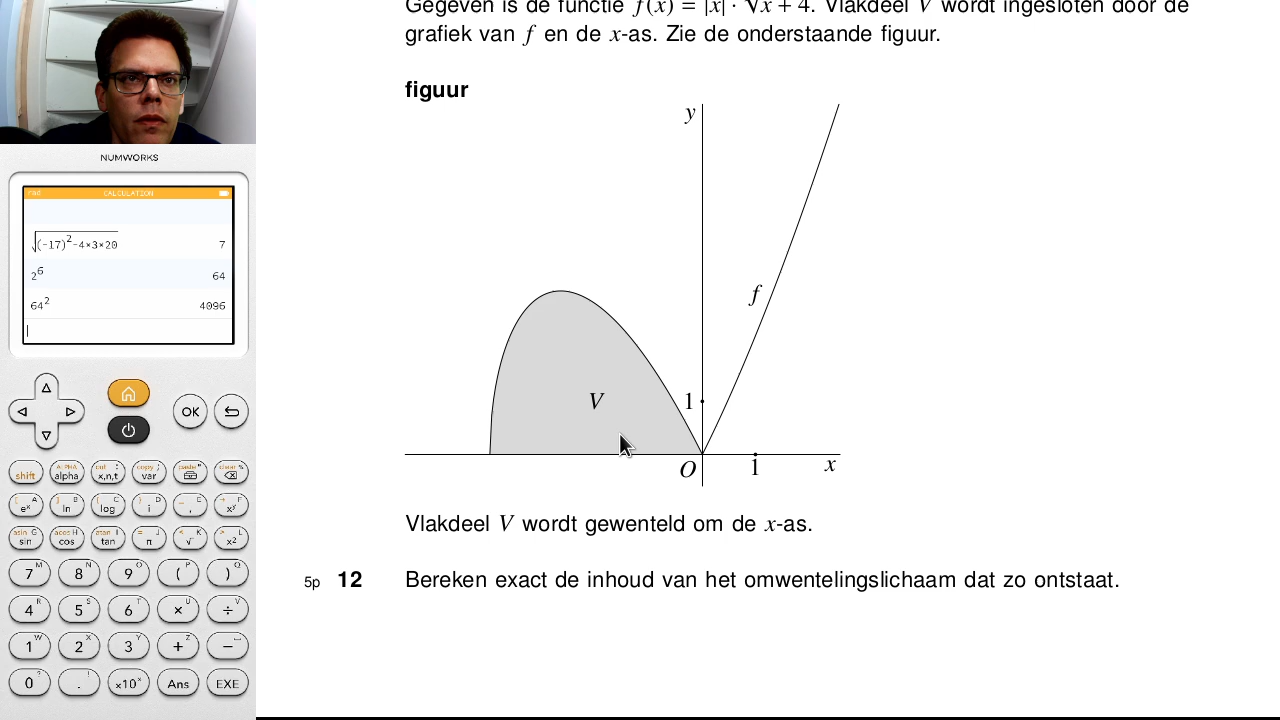 Gegeven is de functie f(x) = |x| · √x + 4. Vlakdeel V wordt ingesloten door de
grafiek van f en de x-as. Zie de onderstaande figuur.
figuur
y
f
V
1
O
1
x
Vlakdeel V wordt gewenteld om de x-as.
5p 12 Bereken exact de inhoud van het omwentelingslichaam dat zo ontstaat.
NUMWORKS
rad CALCULATION
√(-17)²-4×3×20 7
2⁶ 64
64² 4096
OK
shift alpha x,n,t var
eˣ ln log i , xʸ
sin cos tan π √ x²
7 8 9 ( )
4 5 6 × ÷
1 2 3 + −
0 . ×10ˣ Ans EXE